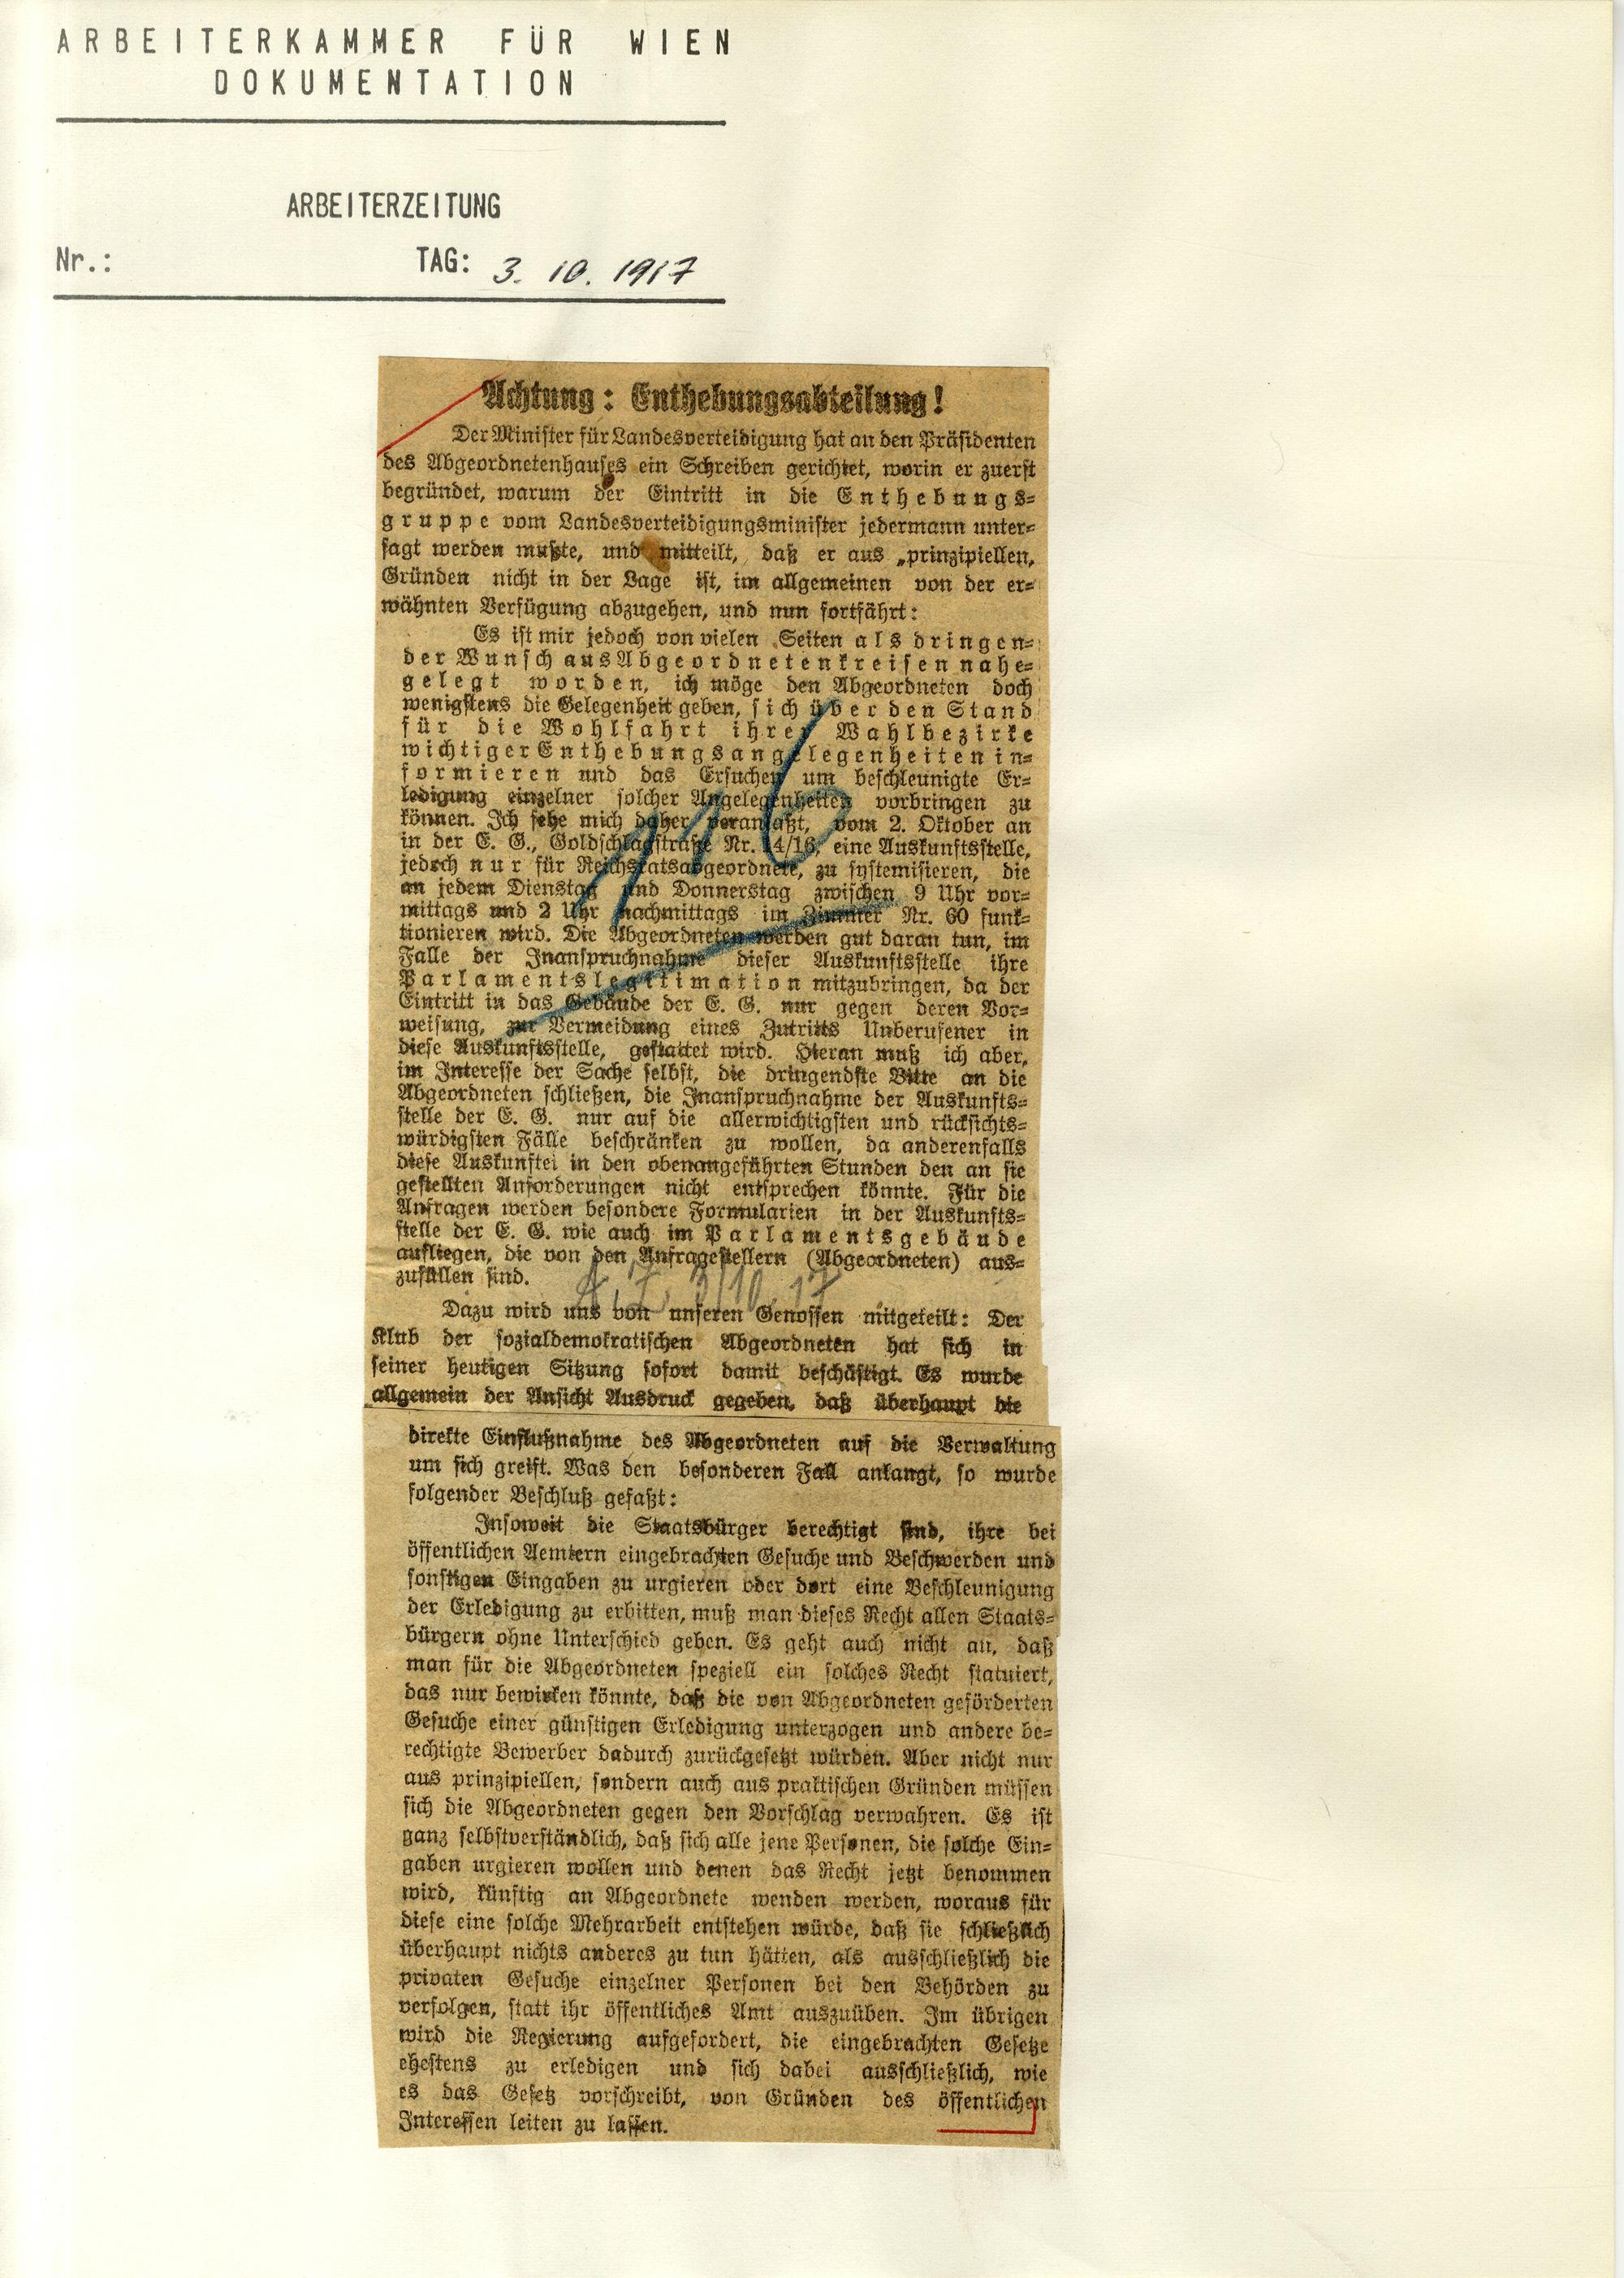 ARBEITERKAMMER FÜR WIEN
DOKUMENTATION
ARBEITERZEITUNG
Nr.: TAG: 3. 10. 1917
Achtung: Enthebungsabteilung!
Der Minister für Landesverteidigung hat an den Präsidenten
des Abgeordnetenhauses ein Schreiben gerichtet, worin er zuerst
begründet, warum der Eintritt in die Enthebungs-
gruppe vom Landesverteidigungsminister jedermann unter-
sagt werden mußte, und mitteilt, daß er aus „prinzipiellen,
Gründen nicht in der Lage ist, im allgemeinen von der er-
wähnten Verfügung abzugehen, und nun fortfährt:
Es ist mir jedoch von vielen Seiten als dringen-
der Wunsch aus Abgeordnetenkreisen nahe-
gelegt worden, ich möge den Abgeordneten doch
wenigstens die Gelegenheit geben, sich über den Stand
für die Wohlfahrt ihrer Wahlbezirke
wichtiger Enthebungsangelegenheiten in-
formieren und das Ersuchen um beschleunigte Er-
ledigung einzelner solcher Angelegenheiten vorbringen zu
können. Ich sehe mich daher veranlaßt, vom 2. Oktober an
in der E. G., Goldschlagstraße Nr. 14/16, eine Auskunftsstelle,
jedoch nur für Reichsratsabgeordnete, zu systemisieren, die
an jedem Dienstag und Donnerstag zwischen 9 Uhr vor-
mittags und 2 Uhr nachmittags im Zimmer Nr. 60 funk-
tionieren wird. Die Abgeordneten werden gut daran tun, im
Falle der Inanspruchnahme dieser Auskunftsstelle ihre
Parlamentslegitimation mitzubringen, da der
Eintritt in das Gebäude der E. G. nur gegen deren Vor-
weisung, zur Vermeidung eines Zutritts Unberufener in
diese Auskunftsstelle, gestattet wird. Hieran muß ich aber,
im Interesse der Sache selbst, die dringendste Bitte an die
Abgeordneten schließen, die Inanspruchnahme der Auskunfts-
stelle der E. G. nur auf die allerwichtigsten und rücksichts-
würdigsten Fälle beschränken zu wollen, da anderenfalls
diese Auskunftei in den obenangeführten Stunden den an sie
gestellten Anforderungen nicht entsprechen könnte. Für die
Anfragen werden besondere Formularien in der Auskunfts-
stelle der E. G. wie auch im Parlamentsgebäude
aufliegen, die von den Anfragestellern (Abgeordneten) aus-
zufüllen sind.
A. Z. 3/10. 17
Dazu wird uns von unseren Genossen mitgeteilt: Der
Klub der sozialdemokratischen Abgeordneten hat sich in
seiner heutigen Sitzung sofort damit beschäftigt. Es wurde
allgemein der Ansicht Ausdruck gegeben, daß überhaupt die
direkte Einflußnahme des Abgeordneten auf die Verwaltung
um sich greift. Was den besonderen Fall anlangt, so wurde
folgender Beschluß gefaßt:
Insoweit die Staatsbürger berechtigt sind, ihre bei
öffentlichen Aemtern eingebrachten Gesuche und Beschwerden und
sonstigen Eingaben zu urgieren oder dort eine Beschleunigung
der Erledigung zu erbitten, muß man dieses Recht allen Staats-
bürgern ohne Unterschied geben. Es geht auch nicht an, daß
man für die Abgeordneten speziell ein solches Recht statuiert,
das nur bewirken könnte, daß die von Abgeordneten geförderten
Gesuche einer günstigen Erledigung unterzogen und andere be-
rechtigte Bewerber dadurch zurückgesetzt würden. Aber nicht nur
aus prinzipiellen, sondern auch aus praktischen Gründen müssen
sich die Abgeordneten gegen den Vorschlag verwahren. Es ist
ganz selbstverständlich, daß sich alle jene Personen, die solche Ein-
gaben urgieren wollen und denen das Recht jetzt benommen
wird, künftig an Abgeordnete wenden werden, woraus für
diese eine solche Mehrarbeit entstehen würde, daß sie schließlich
überhaupt nichts anderes zu tun hätten, als ausschließlich die
privaten Gesuche einzelner Personen bei den Behörden zu
verfolgen, statt ihr öffentliches Amt auszuüben. Im übrigen
wird die Regierung aufgefordert, die eingebrachten Gesetze
ehestens zu erledigen und sich dabei ausschließlich, wie
es das Gesetz vorschreibt, von Gründen des öffentlichen
Interessen leiten zu lassen.